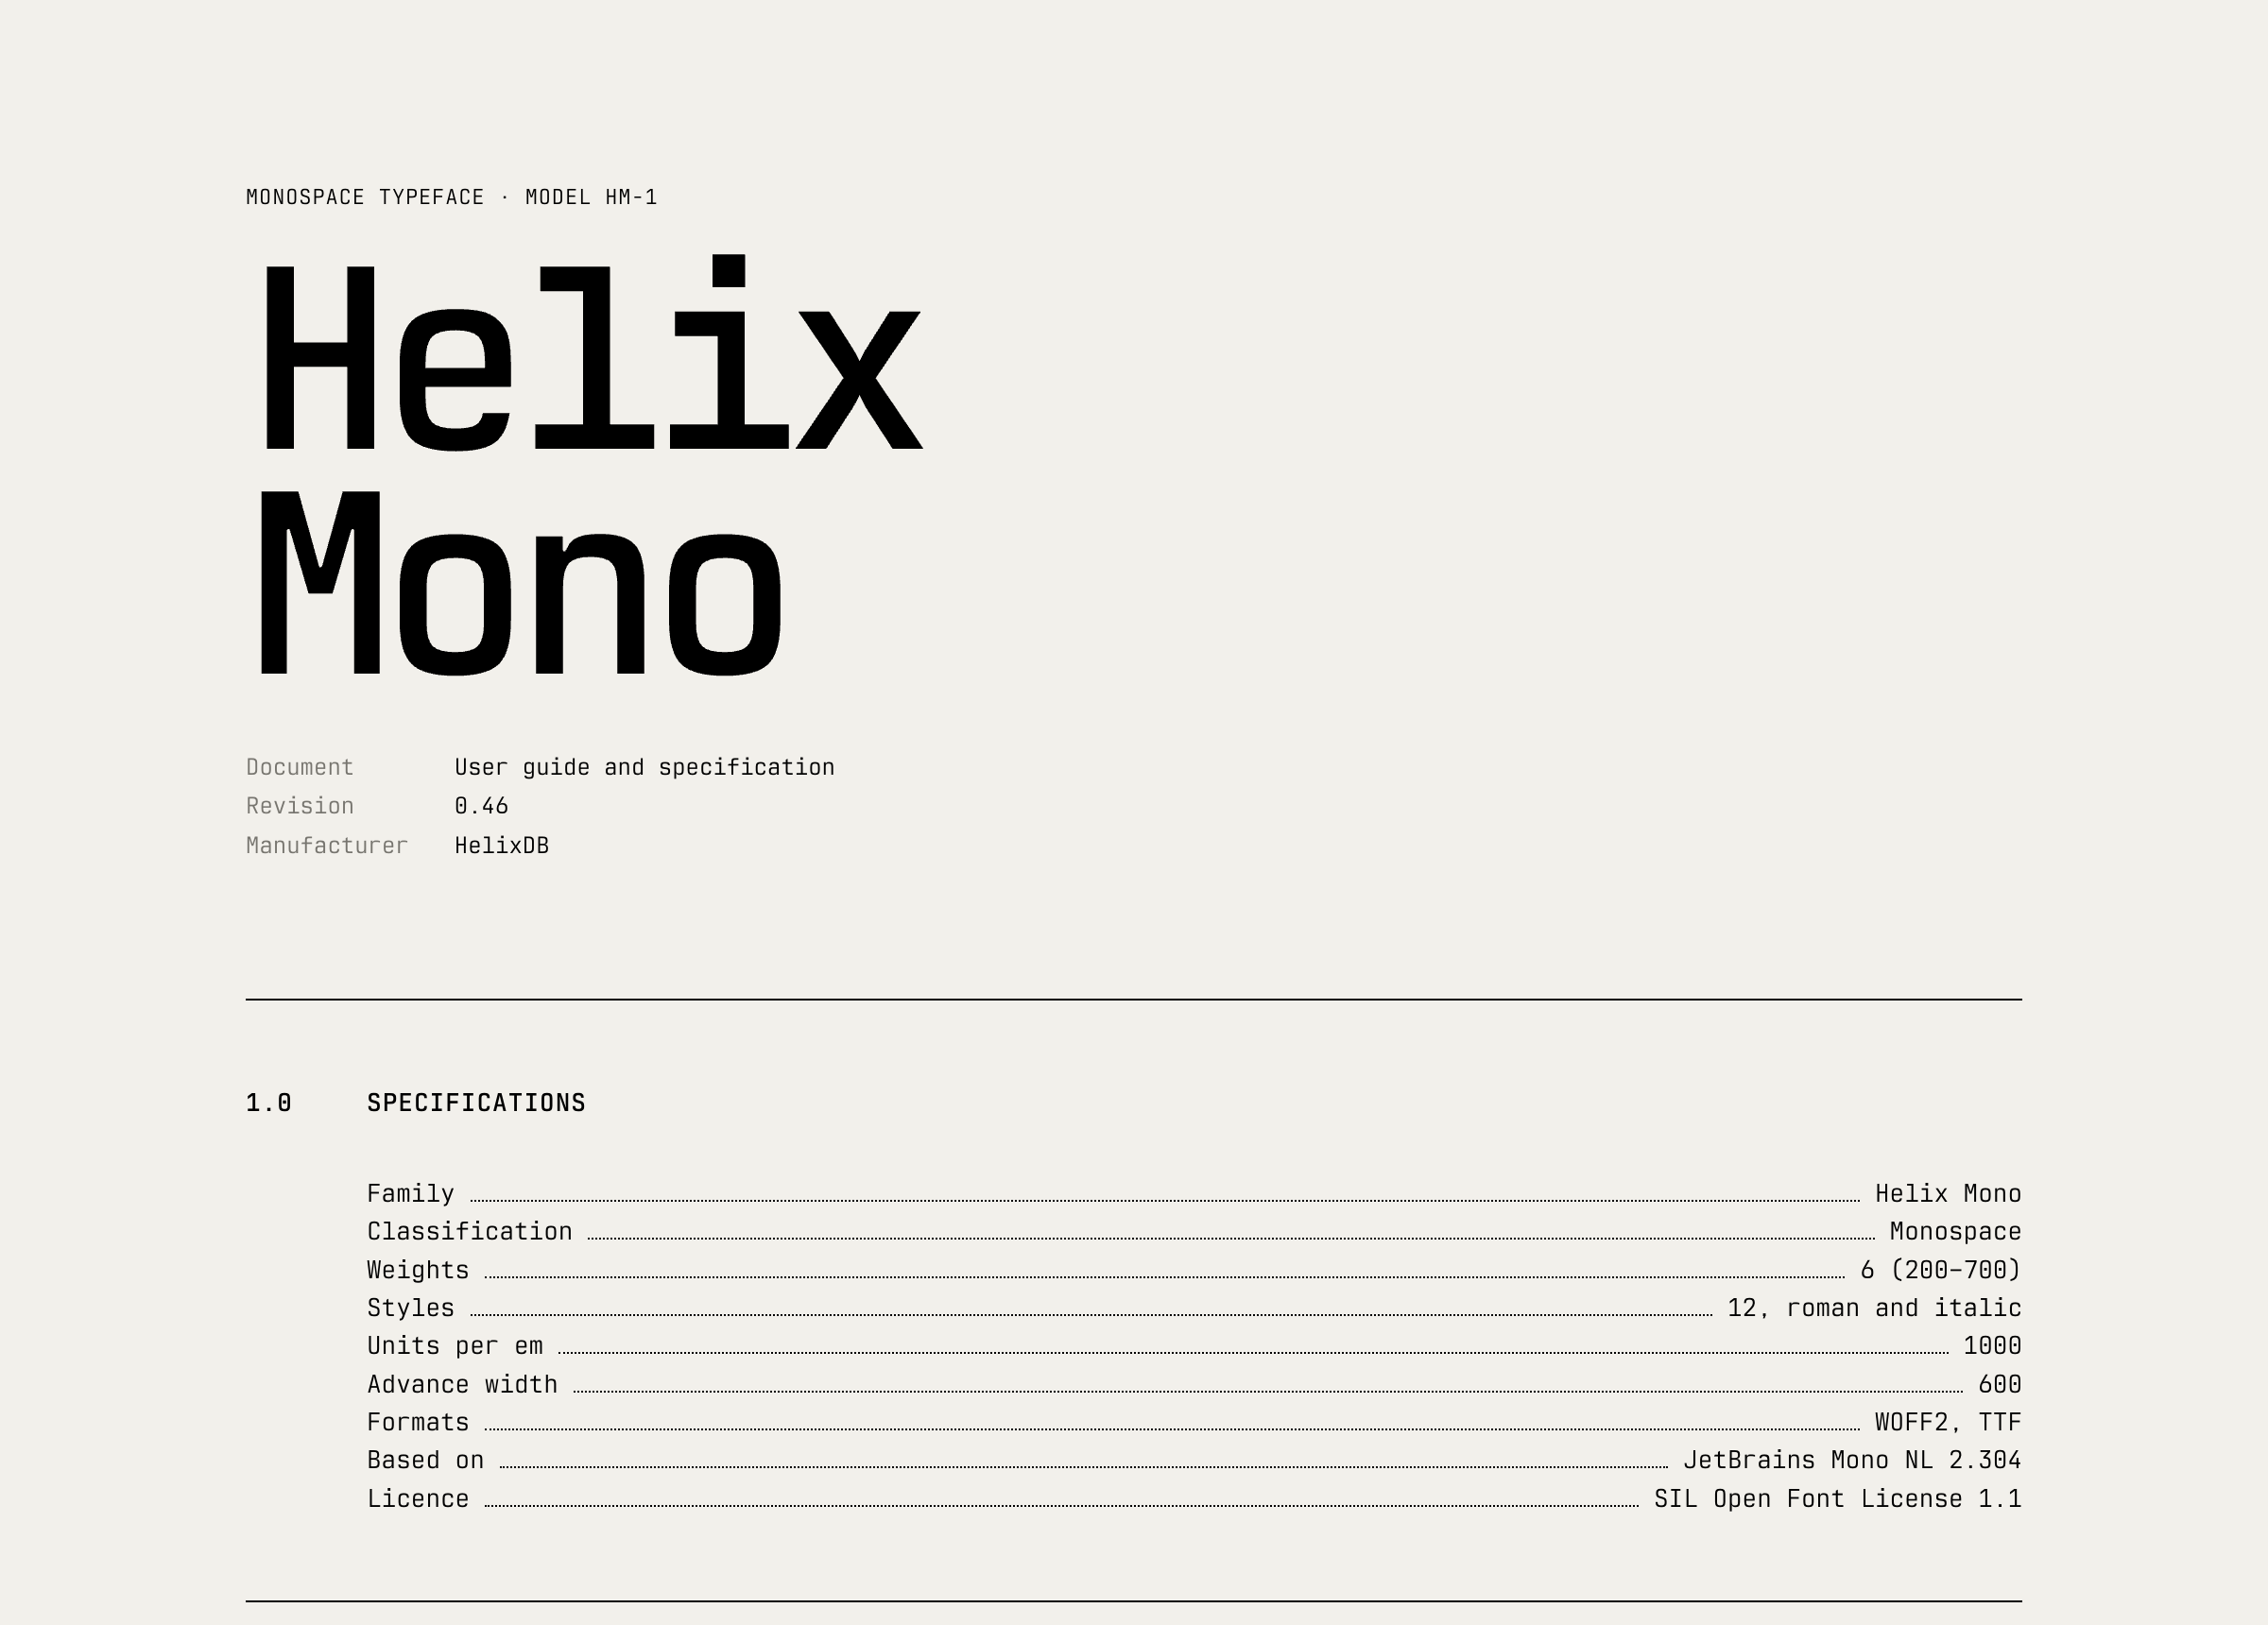 MONOSPACE TYPEFACE · MODEL HM-1
Helix
Mono
Document User guide and specification
Revision 0.46
Manufacturer HelixDB
1.0 SPECIFICATIONS
Family Helix Mono
Classification Monospace
Weights 6 (200–700)
Styles 12, roman and italic
Units per em 1000
Advance width 600
Formats WOFF2, TTF
Based on JetBrains Mono NL 2.304
Licence SIL Open Font License 1.1